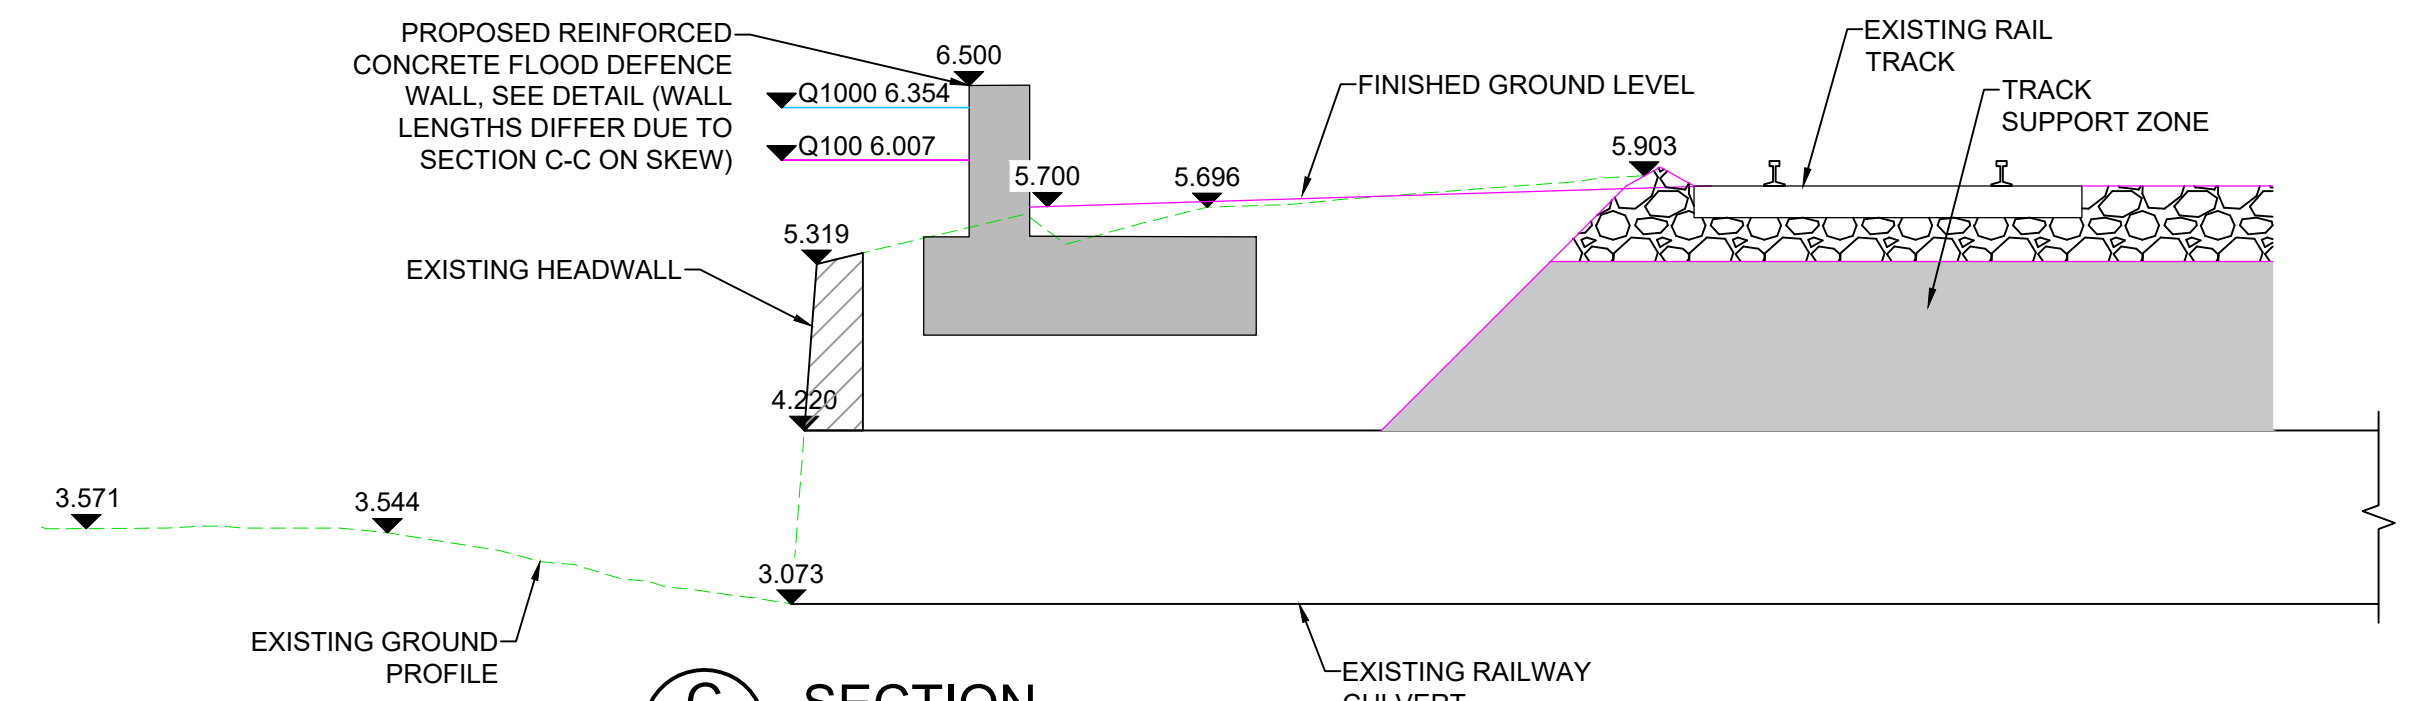 PROPOSED REINFORCED
CONCRETE FLOOD DEFENCE
WALL, SEE DETAIL (WALL
LENGTHS DIFFER DUE TO
SECTION C-C ON SKEW)
6.500
Q1000 6.354
Q100 6.007
5.700
5.696
FINISHED GROUND LEVEL
5.903
EXISTING RAIL
TRACK
TRACK
SUPPORT ZONE
5.319
EXISTING HEADWALL
4.220
3.571
3.544
3.073
EXISTING GROUND
PROFILE
C
SECTION
EXISTING RAILWAY
CULVERT